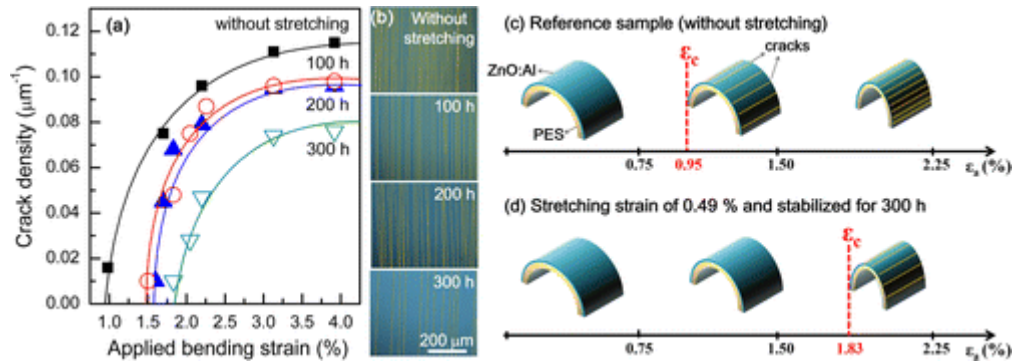 (a)
without stretching
100 h
200 h
300 h
0.12
0.10
0.08
0.06
0.04
0.02
0.00
Crack density (μm⁻¹)
1.0 1.5 2.0 2.5 3.0 3.5 4.0
Applied bending strain (%)
(b)
Without
stretching
100 h
200 h
300 h
200 μm
(c) Reference sample (without stretching)
ZnO:Al
PES
εc
cracks
0.75 0.95 1.50 2.25 εa(%)
(d) Stretching strain of 0.49 % and stabilized for 300 h
εc
0.75 1.50 1.83 2.25 εa(%)